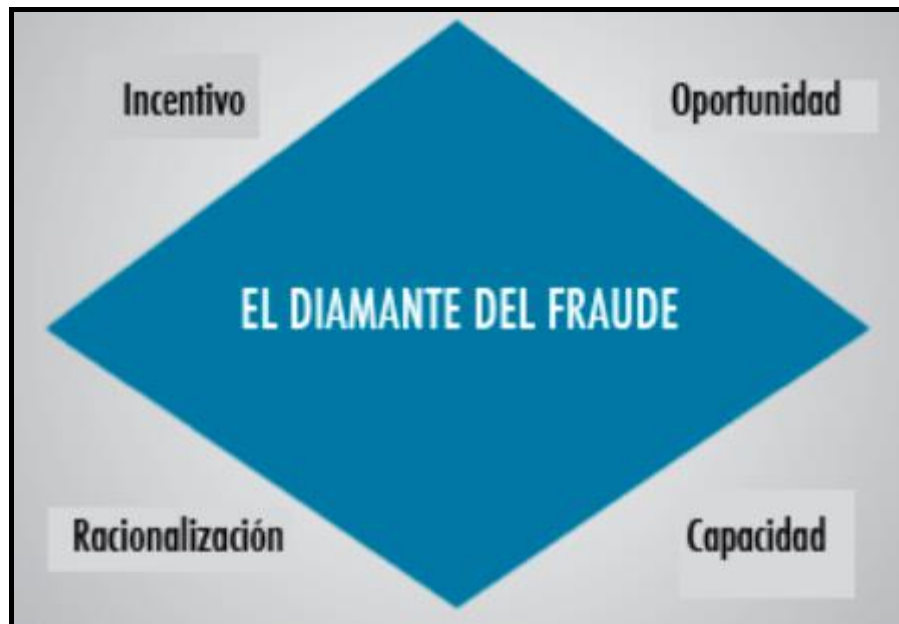 Incentivo
Oportunidad
EL DIAMANTE DEL FRAUDE
Racionalización
Capacidad